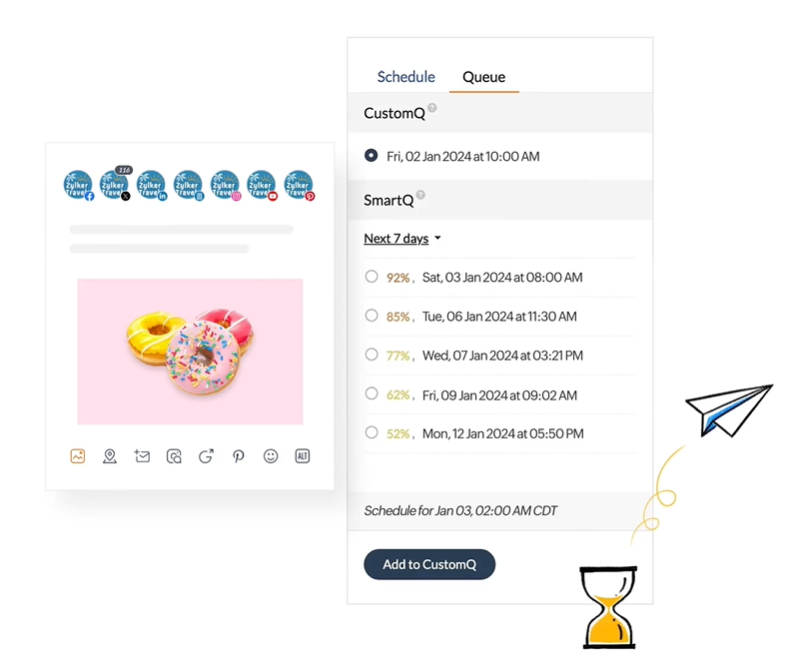 Schedule Queue
CustomQ ?
Fri, 02 Jan 2024 at 10:00 AM
SmartQ ?
Next 7 days
92%, Sat, 03 Jan 2024 at 08:00 AM
85%, Tue, 06 Jan 2024 at 11:30 AM
77%, Wed, 07 Jan 2024 at 03:21 PM
62%, Fri, 09 Jan 2024 at 09:02 AM
52%, Mon, 12 Jan 2024 at 05:50 PM
Schedule for Jan 03, 02:00 AM CDT
Add to CustomQ
116
Zylker Travel
Zylker Travel
Zylker Travel
Zylker Travel
Zylker Travel
Zylker Travel
Zylker Travel
ALT